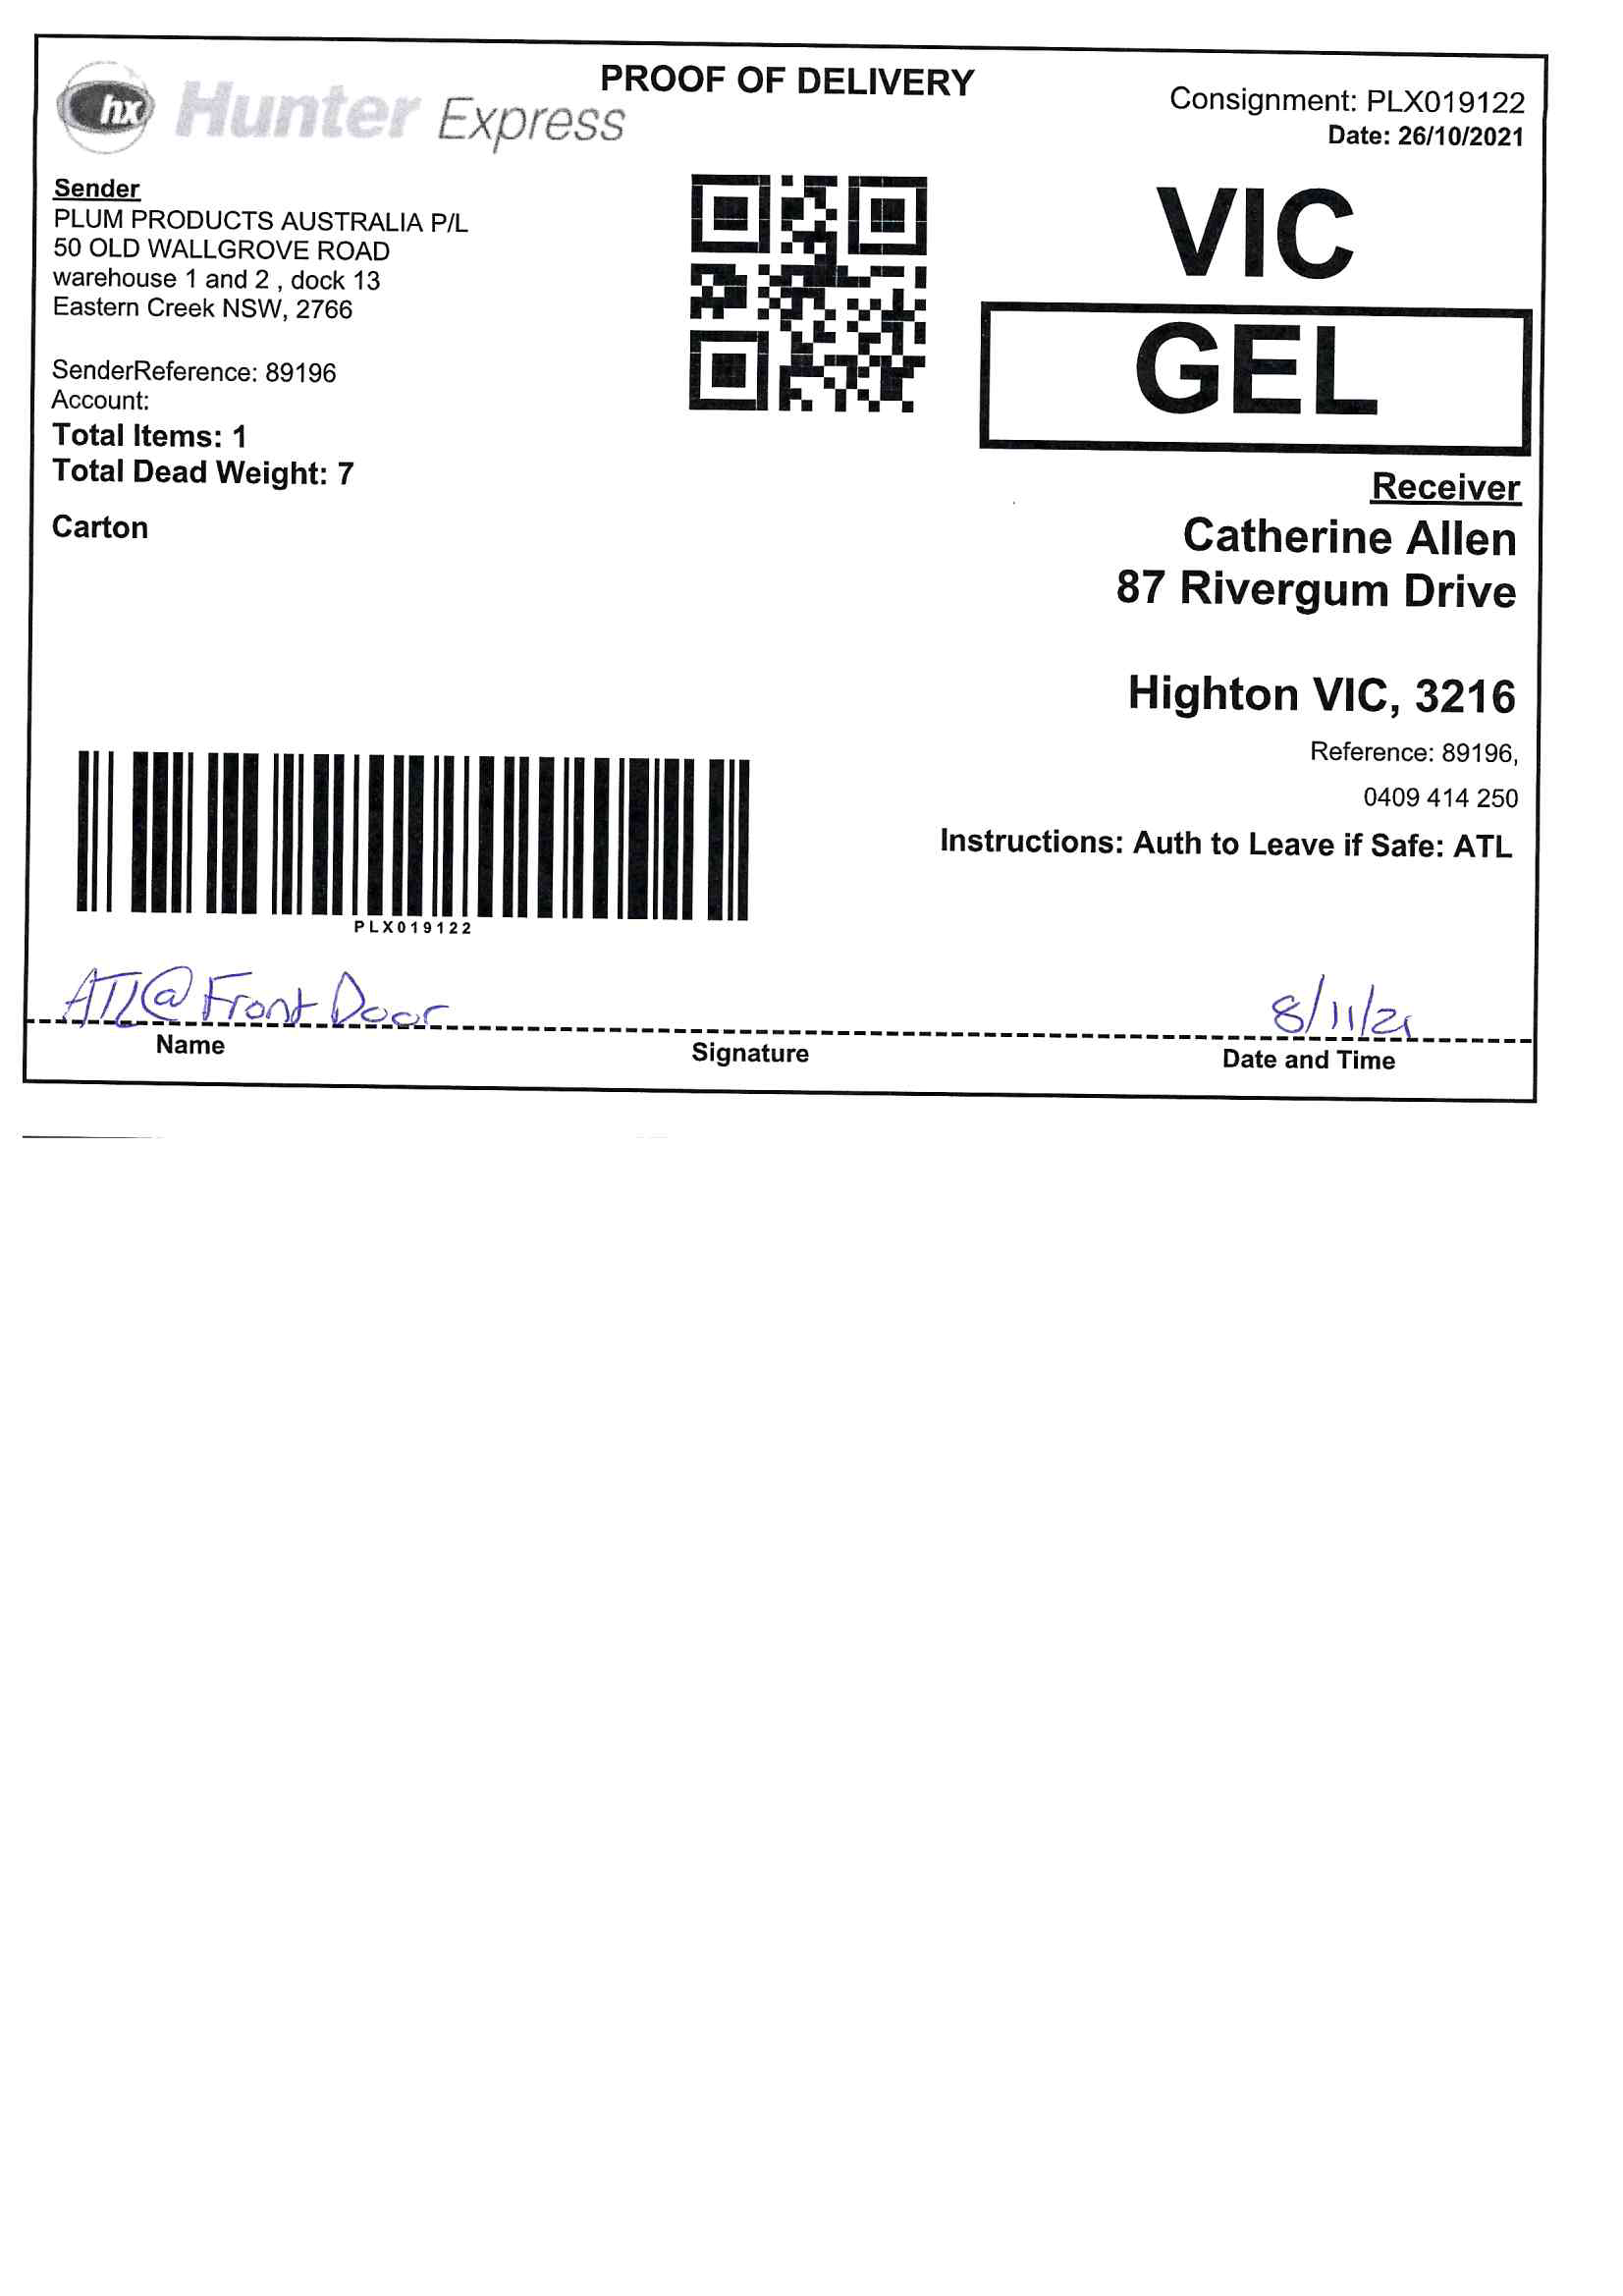 hx Hunter Express
PROOF OF DELIVERY
Consignment: PLX019122
Date: 26/10/2021
Sender
PLUM PRODUCTS AUSTRALIA P/L
50 OLD WALLGROVE ROAD
warehouse 1 and 2 , dock 13
Eastern Creek NSW, 2766
SenderReference: 89196
Account:
Total Items: 1
Total Dead Weight: 7
Carton
VIC
GEL
Receiver
Catherine Allen
87 Rivergum Drive
Highton VIC, 3216
Reference: 89196,
0409 414 250
Instructions: Auth to Leave if Safe: ATL
PLX019122
ATL@ Front Door
8/11/21
Name
Signature
Date and Time